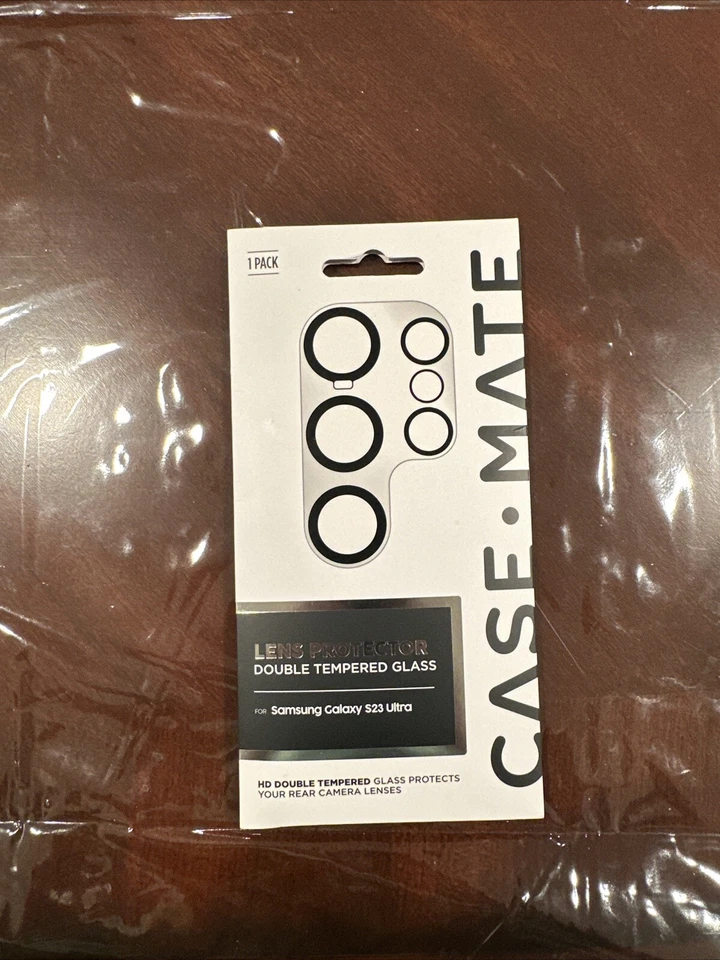 1 PACK
CASE·MATE
LENS PROTECTOR
DOUBLE TEMPERED GLASS
FOR Samsung Galaxy S23 Ultra
HD DOUBLE TEMPERED GLASS PROTECTS
YOUR REAR CAMERA LENSES